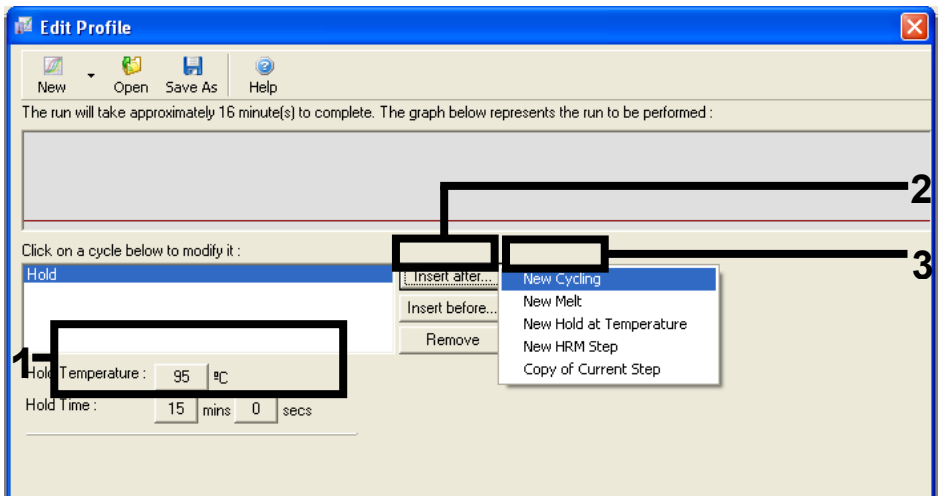 Edit Profile
New Open Save As Help
The run will take approximately 16 minute(s) to complete. The graph below represents the run to be performed :
2
Click on a cycle below to modify it :
3
Hold
Insert after...
New Cycling
Insert before...
New Melt
New Hold at Temperature
Remove
New HRM Step
Copy of Current Step
1
Hold Temperature : 95 ºC
Hold Time : 15 mins 0 secs